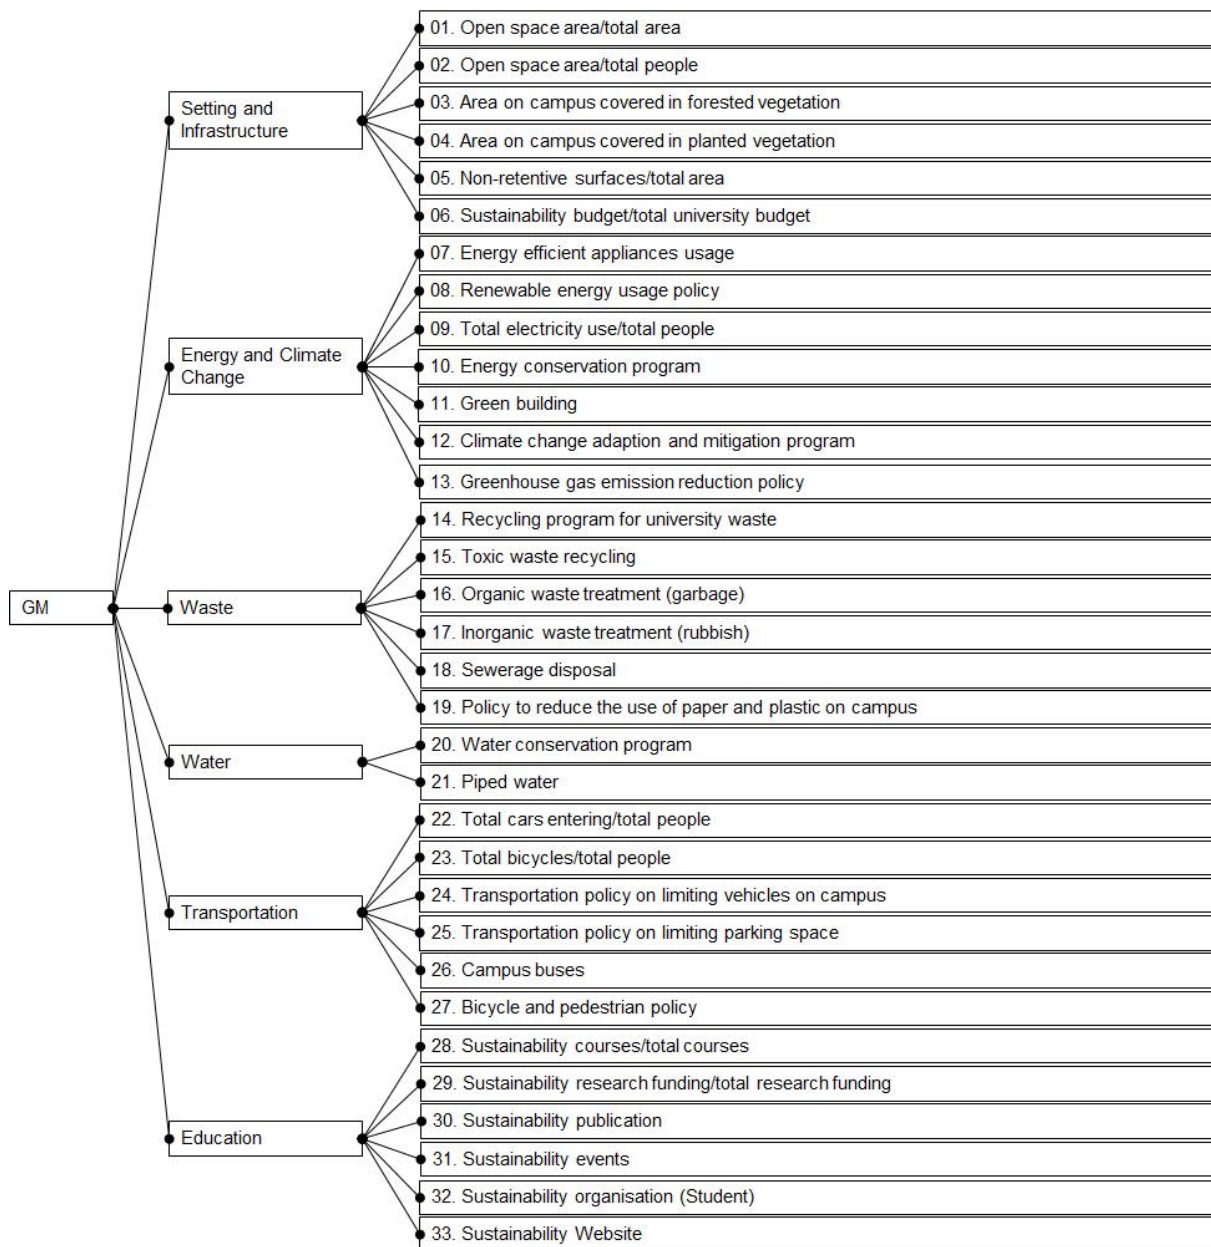 01. Open space area/total area
02. Open space area/total people
Setting and
Infrastructure
03. Area on campus covered in forested vegetation
04. Area on campus covered in planted vegetation
05. Non-retentive surfaces/total area
06. Sustainability budget/total university budget
07. Energy efficient appliances usage
08. Renewable energy usage policy
09. Total electricity use/total people
Energy and Climate
Change
10. Energy conservation program
11. Green building
12. Climate change adaption and mitigation program
13. Greenhouse gas emission reduction policy
14. Recycling program for university waste
15. Toxic waste recycling
16. Organic waste treatment (garbage)
GM
Waste
17. Inorganic waste treatment (rubbish)
18. Sewerage disposal
19. Policy to reduce the use of paper and plastic on campus
20. Water conservation program
Water
21. Piped water
22. Total cars entering/total people
23. Total bicycles/total people
24. Transportation policy on limiting vehicles on campus
Transportation
25. Transportation policy on limiting parking space
26. Campus buses
27. Bicycle and pedestrian policy
28. Sustainability courses/total courses
29. Sustainability research funding/total research funding
30. Sustainability publication
Education
31. Sustainability events
32. Sustainability organisation (Student)
33. Sustainability Website